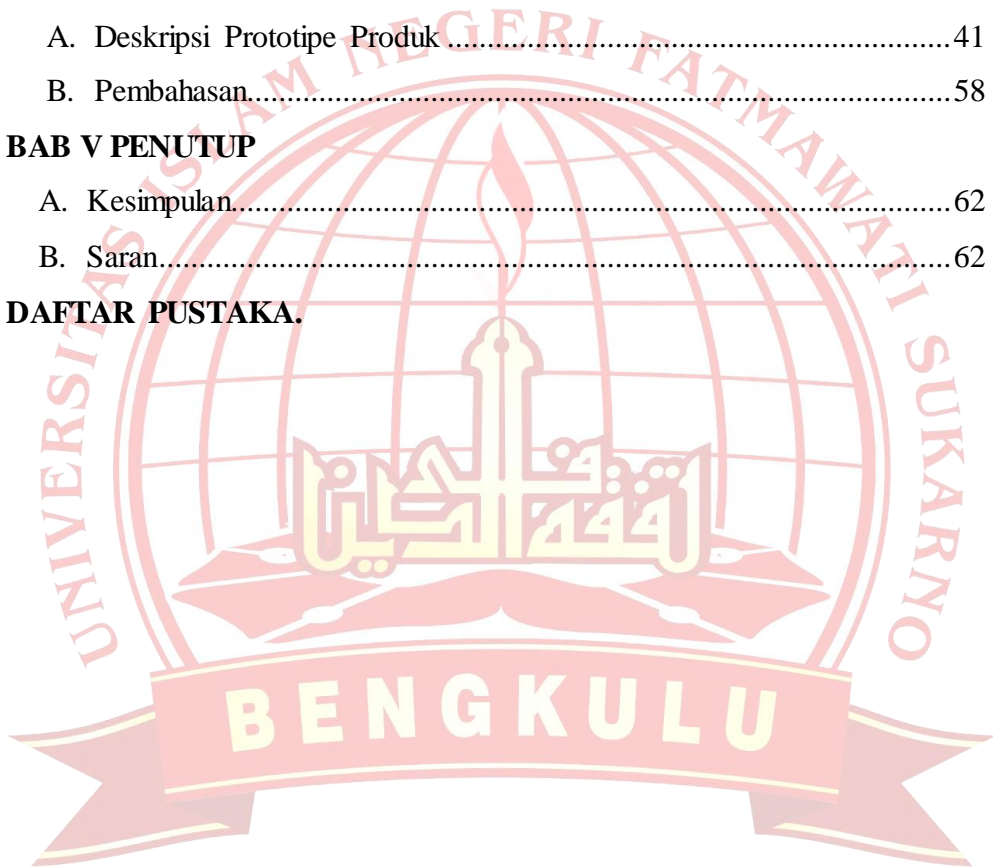 A. Deskripsi Prototipe Produk ........................................................................ 41
B. Pembahasan ........................................................................ 58
BAB V PENUTUP
A. Kesimpulan ........................................................................ 62
B. Saran ........................................................................ 62
DAFTAR PUSTAKA.
UNIVERSITAS ISLAM NEGERI FATMAWATI SUKARNO
BENGKULU